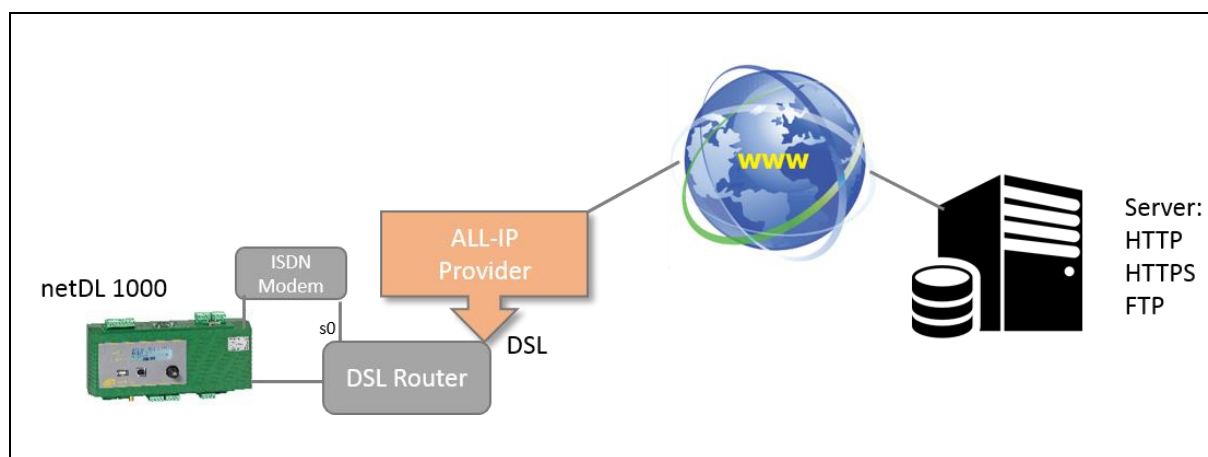 www
ALL-IP
Provider
ISDN
Modem
netDL 1000
s0
DSL
DSL Router
Server:
HTTP
HTTPS
FTP